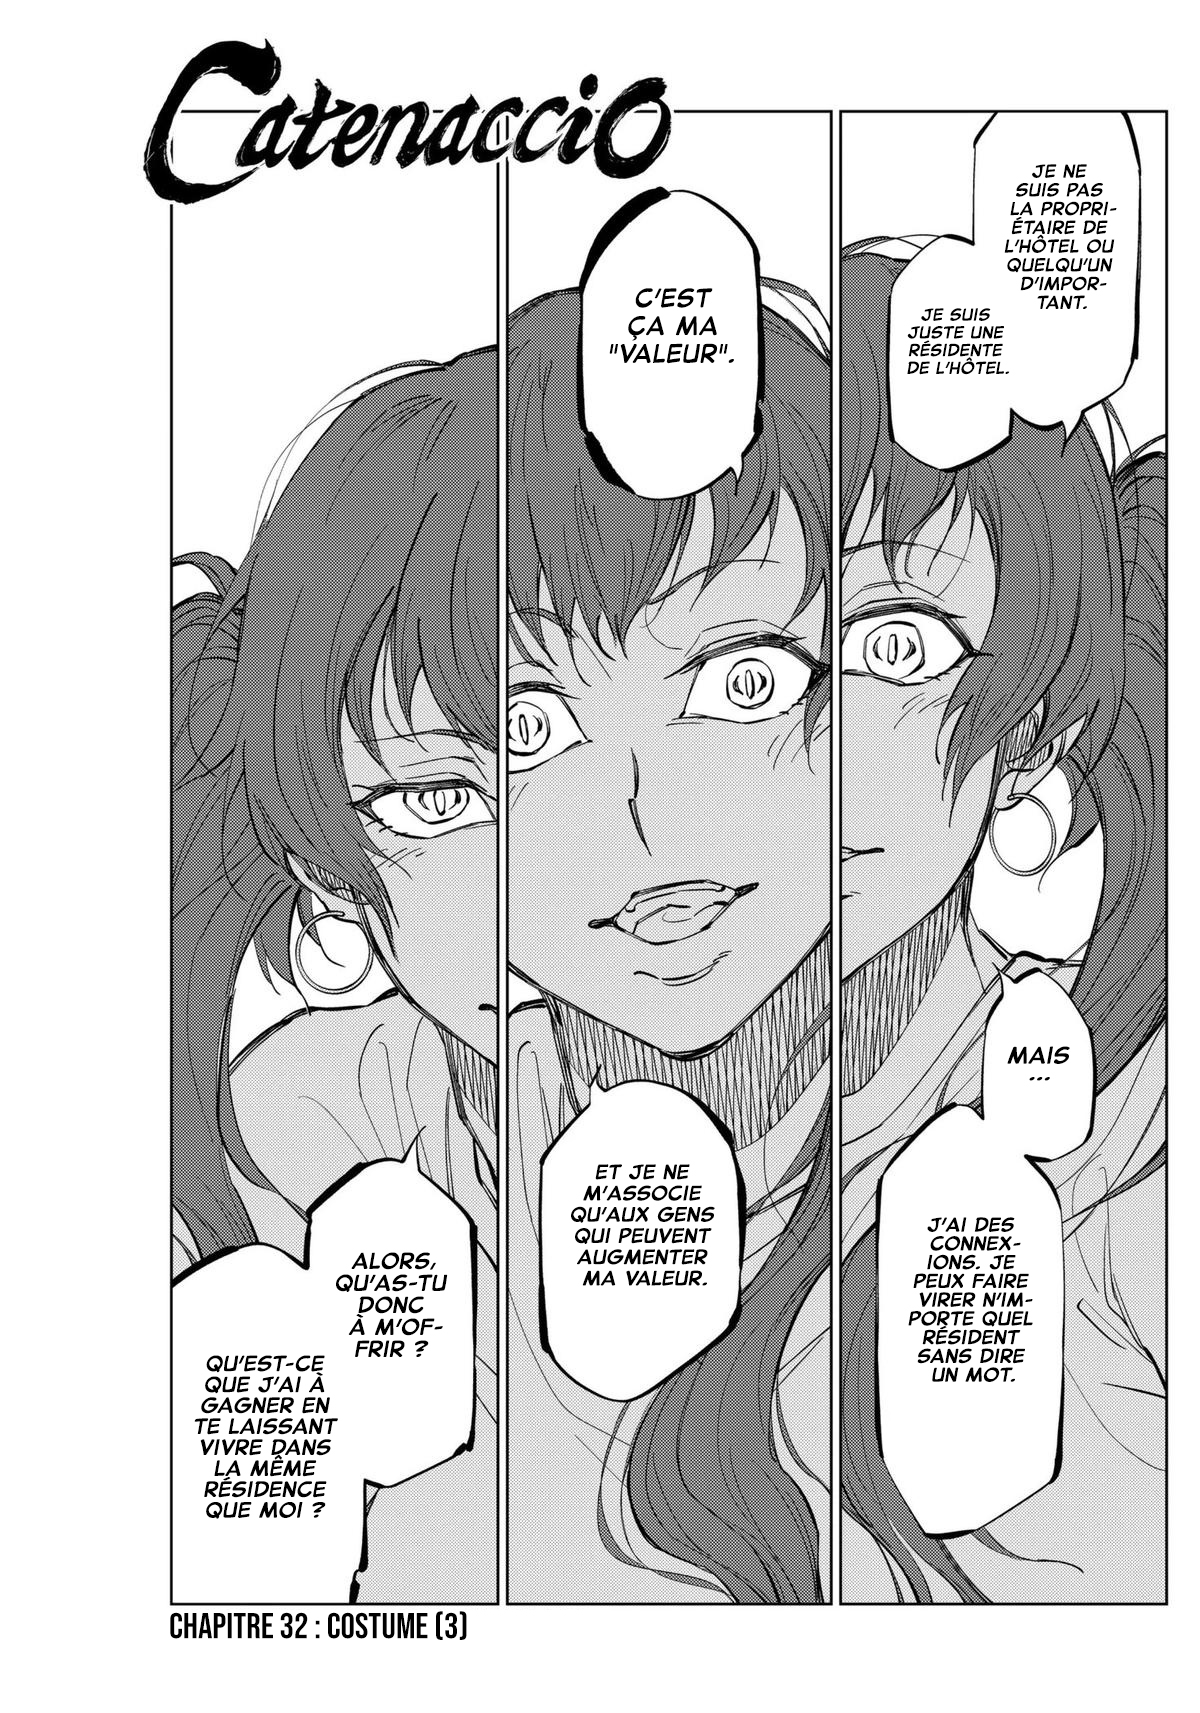 Catenaccio
JE NE
SUIS PAS
LA PROPRI-
ÉTAIRE DE
L'HÔTEL OU
QUELQU'UN
D'IMPOR-
TANT.
JE SUIS
JUSTE UNE
RÉSIDENTE
DE L'HÔTEL.
MAIS
...
J'AI DES
CONNEX-
IONS. JE
PEUX FAIRE
VIRER N'IM-
PORTE QUEL
RÉSIDENT
SANS DIRE
UN MOT.
C'EST
ÇA MA
"VALEUR".
ET JE NE
M'ASSOCIE
QU'AUX GENS
QUI PEUVENT
AUGMENTER
MA VALEUR.
ALORS,
QU'AS-TU
DONC
À M'OF-
FRIR ?
QU'EST-CE
QUE J'AI À
GAGNER EN
TE LAISSANT
VIVRE DANS
LA MÊME
RÉSIDENCE
QUE MOI ?
CHAPITRE 32 : COSTUME (3)